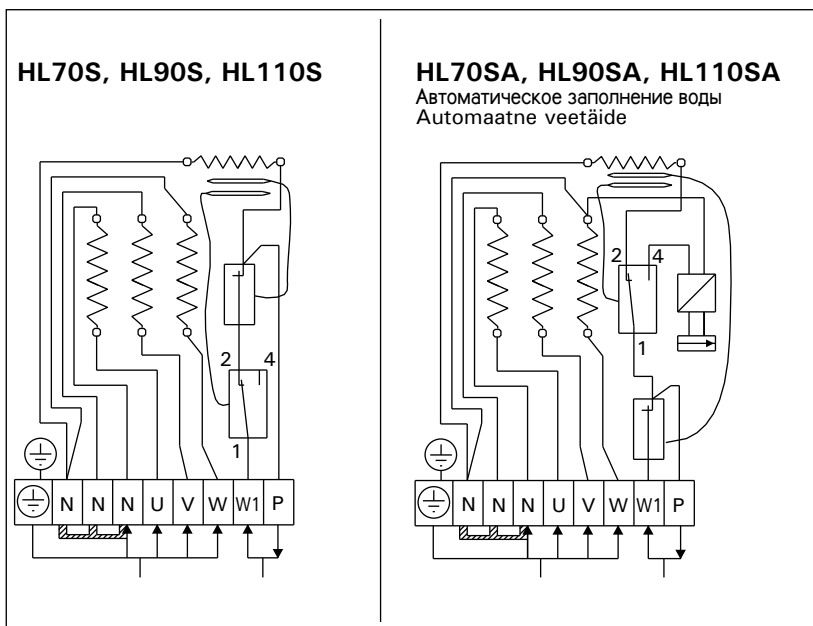 HL70S, HL90S, HL110S
2 4
1
N N N U V W W1 P
HL70SA, HL90SA, HL110SA
Автоматическое заполнение воды
Automaatne veetäide
2 4
1
N N N U V W W1 P